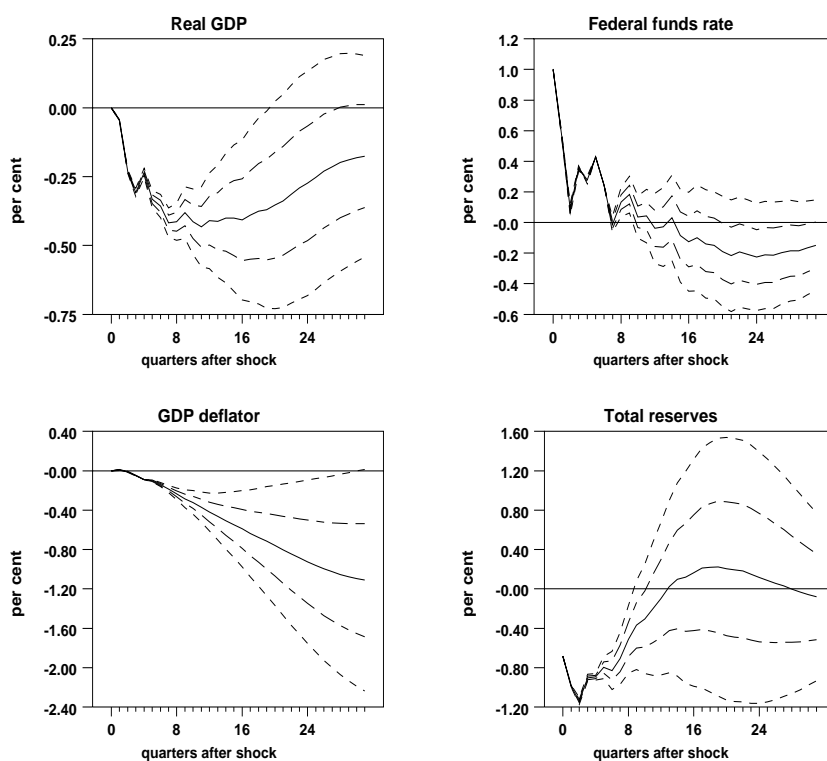 Real GDP
0.25
0.00
-0.25
-0.50
-0.75
per cent
0 8 16 24
quarters after shock
Federal funds rate
1.2
1.0
0.8
0.6
0.4
0.2
-0.0
-0.2
-0.4
-0.6
per cent
0 8 16 24
quarters after shock
GDP deflator
0.40
-0.00
-0.40
-0.80
-1.20
-1.60
-2.00
-2.40
per cent
0 8 16 24
quarters after shock
Total reserves
1.60
1.20
0.80
0.40
-0.00
-0.40
-0.80
-1.20
per cent
0 8 16 24
quarters after shock